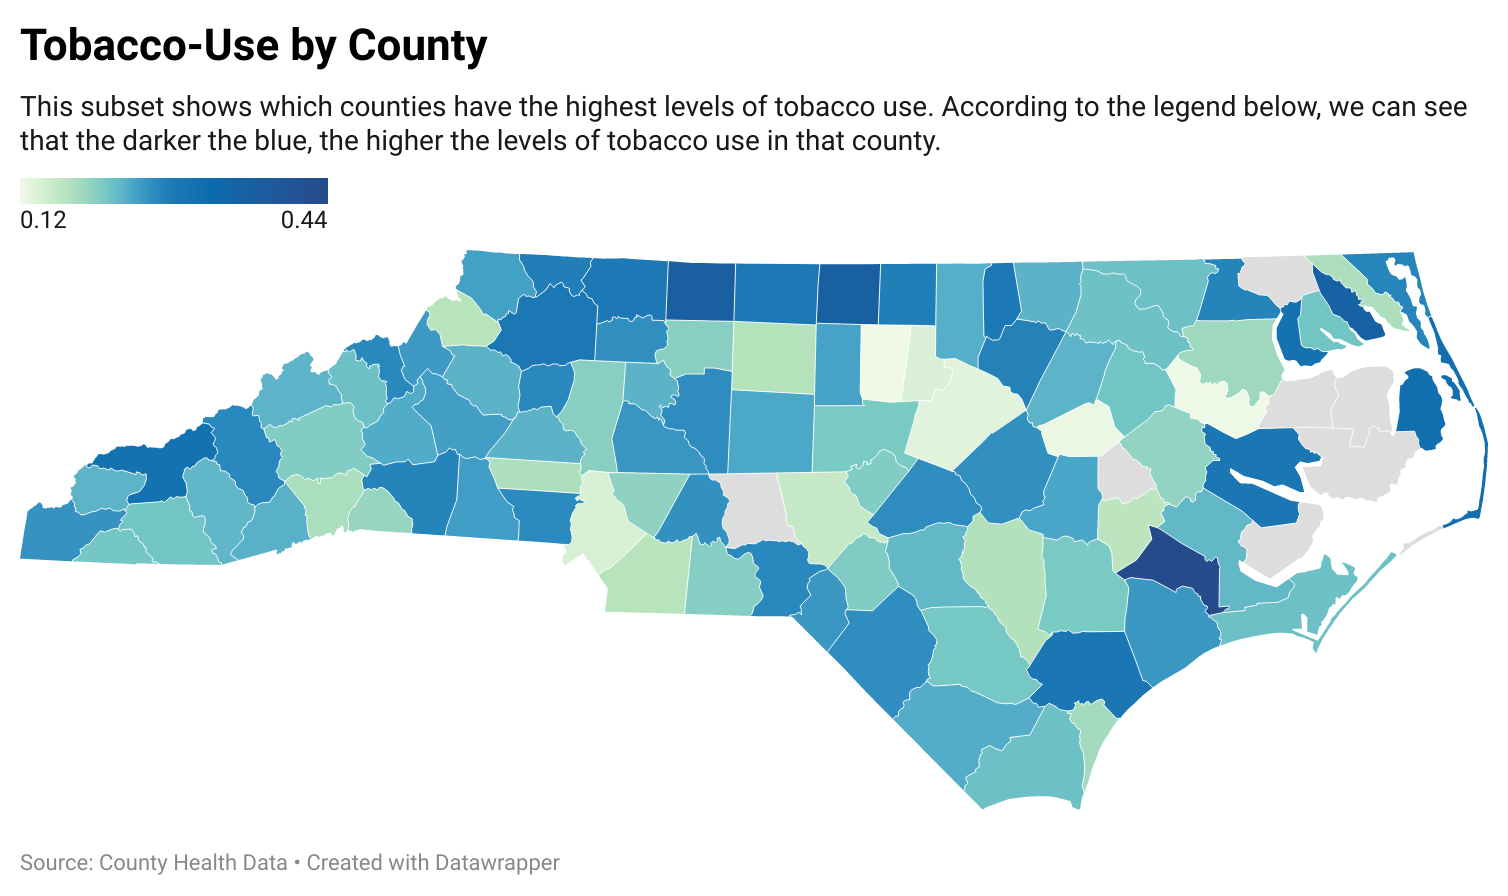 Tobacco-Use by County
This subset shows which counties have the highest levels of tobacco use. According to the legend below, we can see
that the darker the blue, the higher the levels of tobacco use in that county.
0.12 0.44
Source: County Health Data • Created with Datawrapper